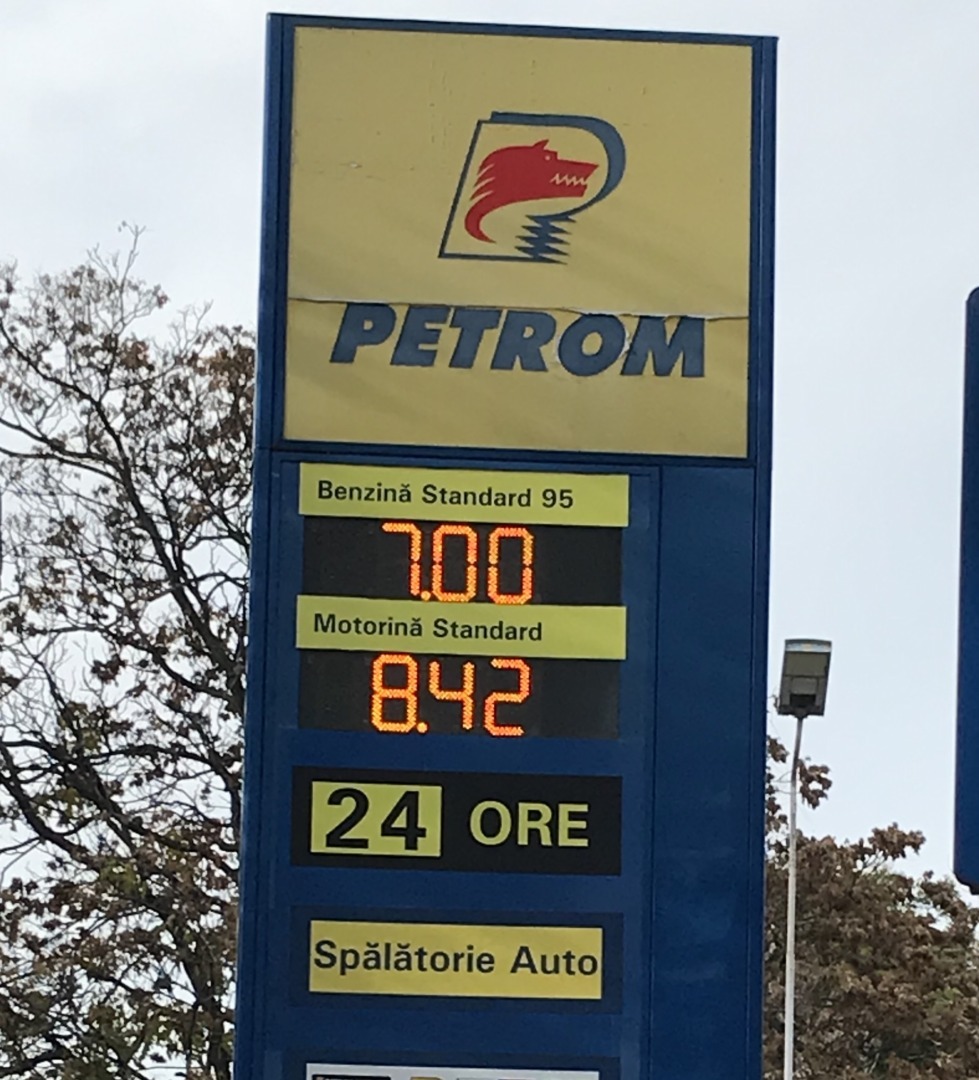 PETROM
Benzină Standard 95
7.00
Motorină Standard
8.42
24 ORE
Spălătorie Auto